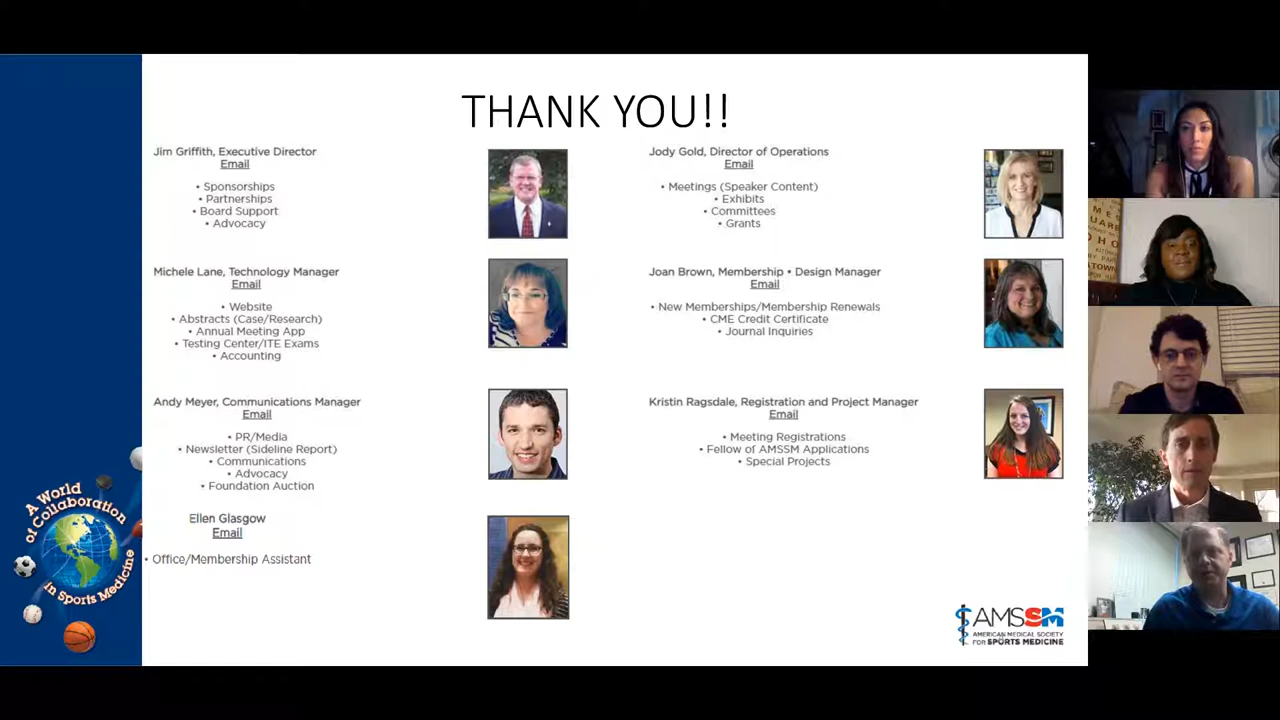 THANK YOU!!
Jim Griffith, Executive Director
Email
• Sponsorships
• Partnerships
• Board Support
• Advocacy
Jody Gold, Director of Operations
Email
• Meetings (Speaker Content)
• Exhibits
• Committees
• Grants
Michele Lane, Technology Manager
Email
• Website
• Abstracts (Case/Research)
• Annual Meeting App
• Testing Center/ITE Exams
• Accounting
Joan Brown, Membership • Design Manager
Email
• New Memberships/Membership Renewals
• CME Credit Certificate
• Journal Inquiries
Andy Meyer, Communications Manager
Email
• PR/Media
• Newsletter (Sideline Report)
• Communications
• Advocacy
• Foundation Auction
Kristin Ragsdale, Registration and Project Manager
Email
• Meeting Registrations
• Fellow of AMSSM Applications
• Special Projects
Ellen Glasgow
Email
• Office/Membership Assistant
A World
of Collaboration
in Sports Medicine
AMSSM
AMERICAN MEDICAL SOCIETY
FOR SPORTS MEDICINE